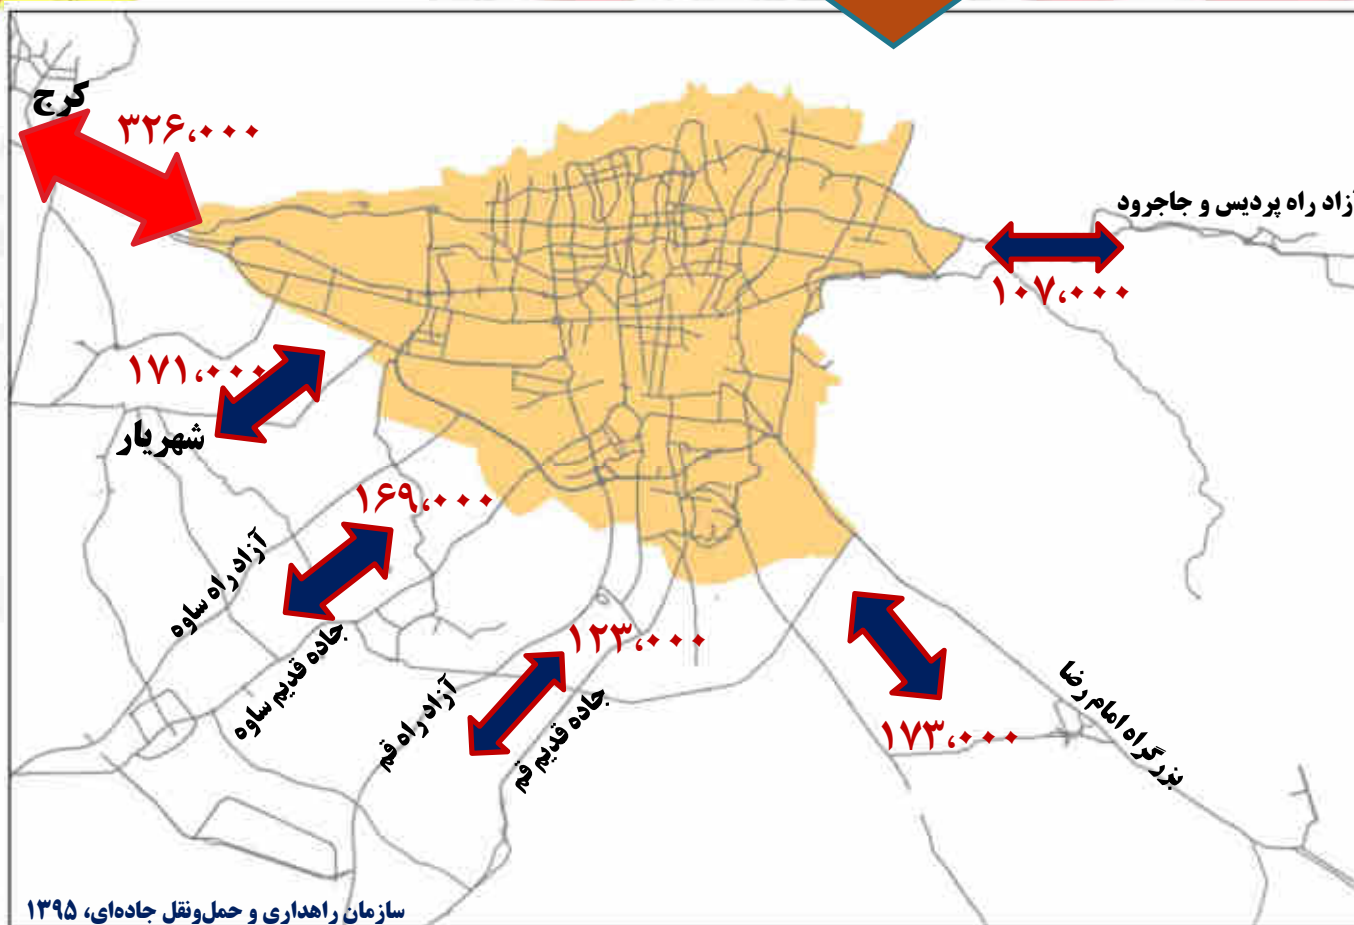 کرج
۳۲۶،۰۰۰
آزاد راه پردیس و جاجرود
۱۰۷،۰۰۰
۱۷۱،۰۰۰
شهریار
۱۶۹،۰۰۰
آزاد راه ساوه
جاده قدیم ساوه
۱۲۳،۰۰۰
آزاد راه قم
جاده قدیم قم
۱۷۳،۰۰۰
بزرگراه امام رضا
سازمان راهداری و حمل‌ونقل جاده‌ای، ۱۳۹۵